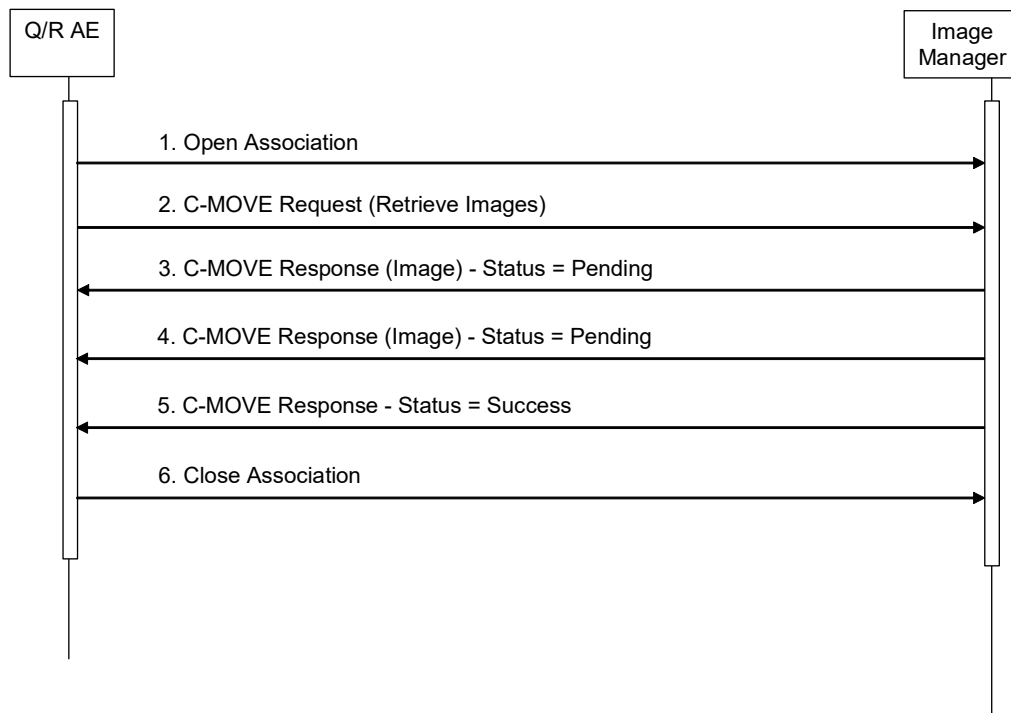 Q/R AE
Image
Manager
1. Open Association
2. C-MOVE Request (Retrieve Images)
3. C-MOVE Response (Image) - Status = Pending
4. C-MOVE Response (Image) - Status = Pending
5. C-MOVE Response - Status = Success
6. Close Association